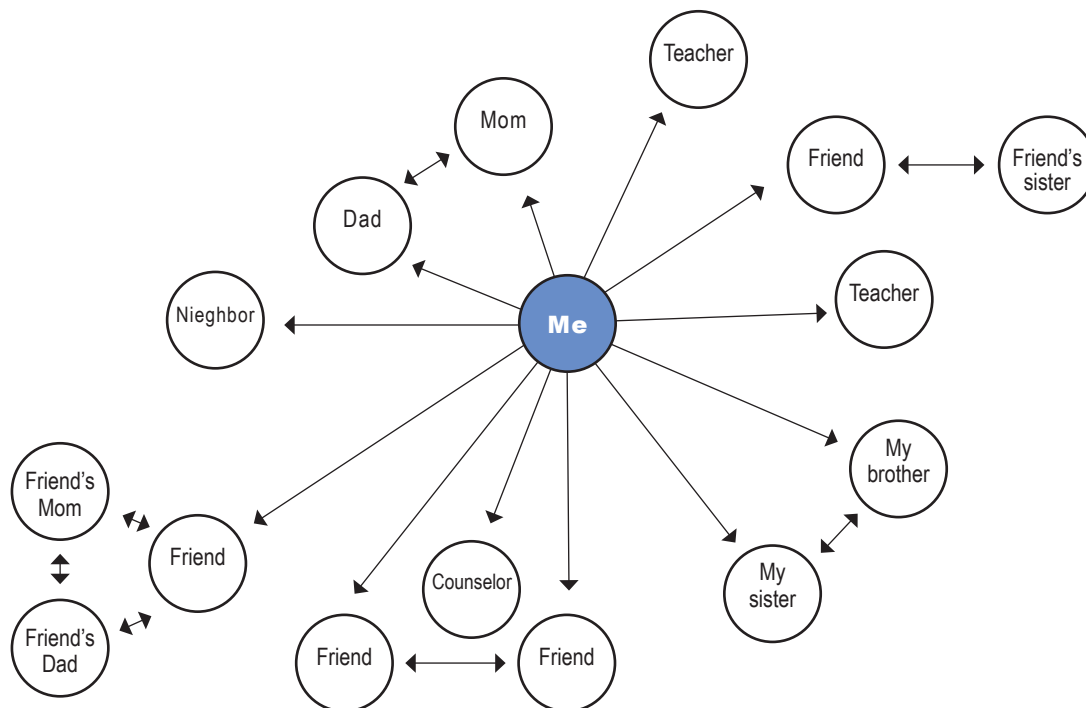 Teacher
Mom
Friend
Friend's
sister
Dad
Nieghbor
Me
Teacher
My
brother
Friend's
Mom
Friend
Counselor
My
sister
Friend's
Dad
Friend
Friend